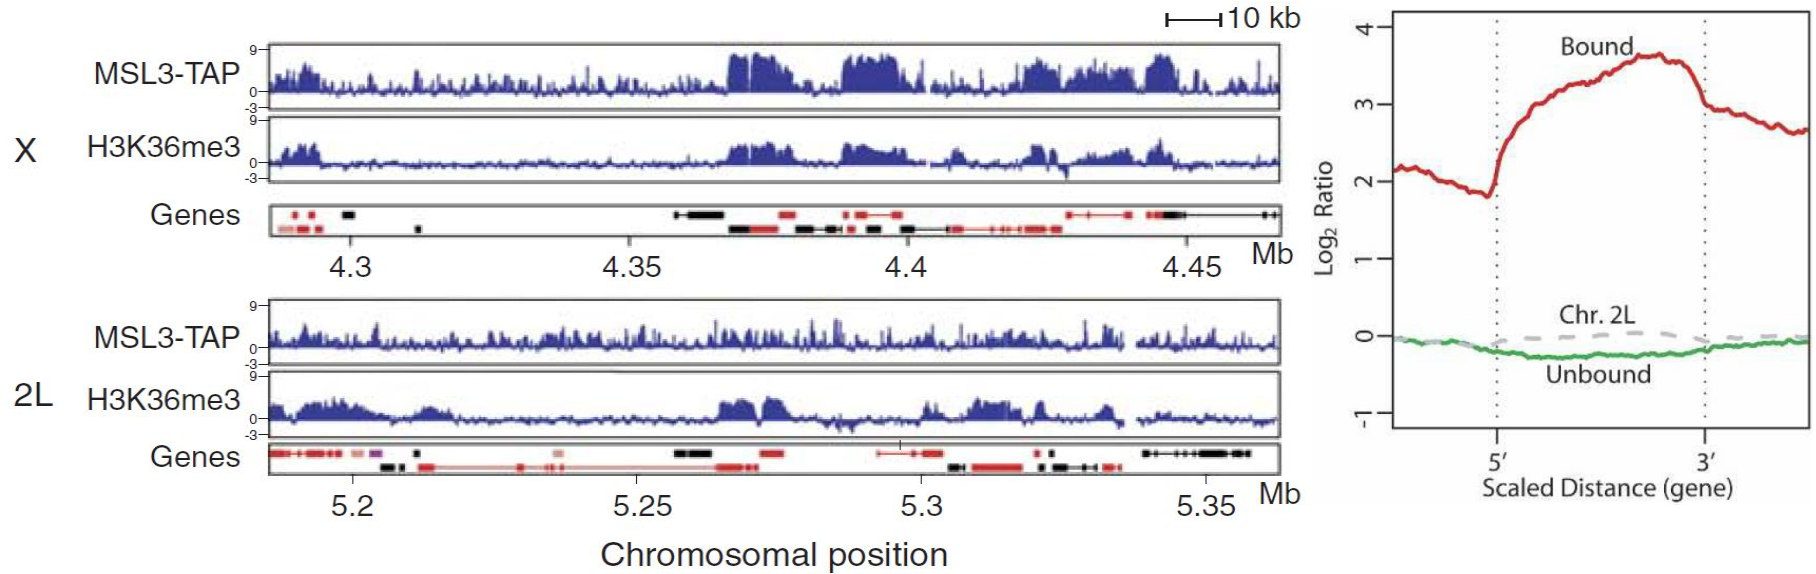 10 kb
X
MSL3-TAP
9
0
-3
H3K36me3
9
0
-3
Genes
4.3 4.35 4.4 4.45 Mb
2L
MSL3-TAP
9
0
-3
H3K36me3
9
0
-3
Genes
5.2 5.25 5.3 5.35 Mb
Chromosomal position
Log2 Ratio
4
3
2
1
0
-1
Bound
Chr. 2L
Unbound
5′ 3′
Scaled Distance (gene)